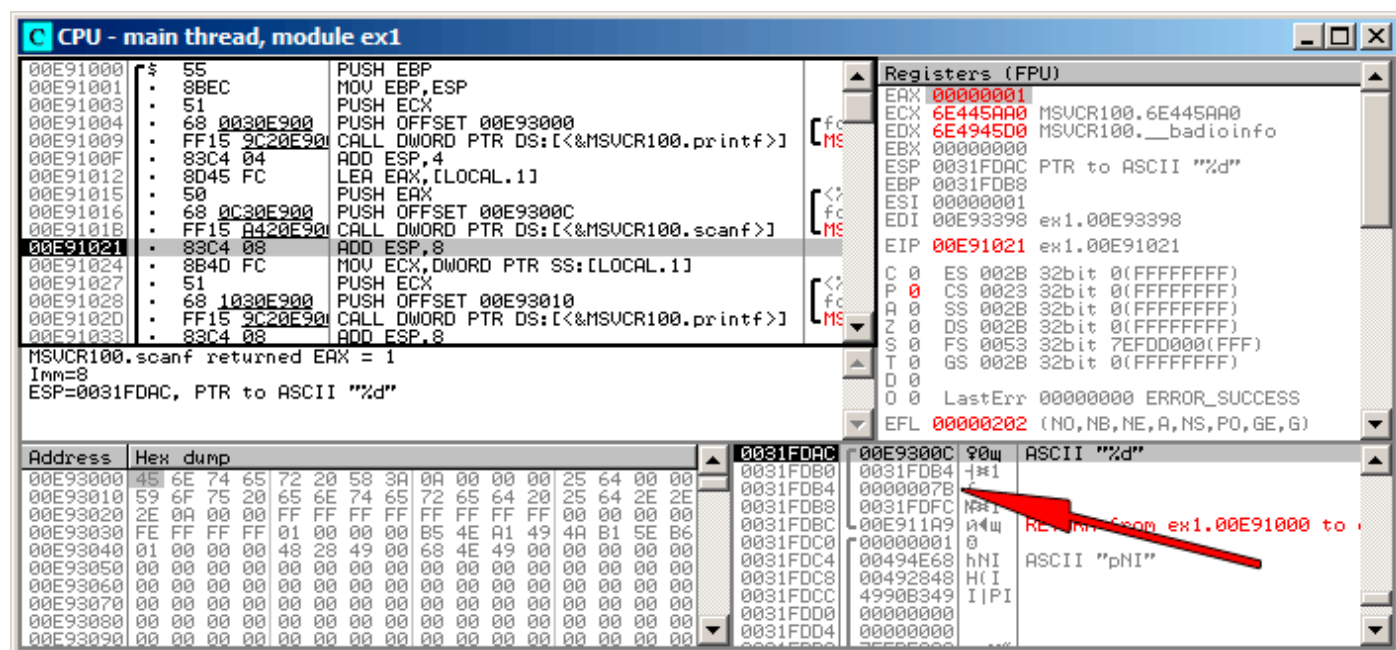 CPU - main thread, module ex1
00E91000 $ 55 PUSH EBP
00E91001 . 8BEC MOV EBP,ESP
00E91003 . 51 PUSH ECX
00E91004 . 68 0030E900 PUSH OFFSET 00E93000
00E91009 . FF15 9C20E90 CALL DWORD PTR DS:[<&MSVCR100.printf>]
00E9100F . 83C4 04 ADD ESP,4
00E91012 . 8D45 FC LEA EAX,[LOCAL.1]
00E91015 . 50 PUSH EAX
00E91016 . 68 0C30E900 PUSH OFFSET 00E9300C
00E9101B . FF15 A420E90 CALL DWORD PTR DS:[<&MSVCR100.scanf>]
00E91021 . 83C4 08 ADD ESP,8
00E91024 . 8B4D FC MOV ECX,DWORD PTR SS:[LOCAL.1]
00E91027 . 51 PUSH ECX
00E91028 . 68 1030E900 PUSH OFFSET 00E93010
00E9102D . FF15 9C20E90 CALL DWORD PTR DS:[<&MSVCR100.printf>]
00E91033 . 83C4 08 ADD ESP,8
MSVCR100.scanf returned EAX = 1
Imm=8
ESP=0031FDAC, PTR to ASCII "%d"
Registers (FPU)
EAX 00000001
ECX 6E445AA0 MSVCR100.6E445AA0
EDX 6E4945D0 MSVCR100.__badioinfo
EBX 00000000
ESP 0031FDAC PTR to ASCII "%d"
EBP 0031FDB8
ESI 00000001
EDI 00E93398 ex1.00E93398
EIP 00E91021 ex1.00E91021
C 0 ES 002B 32bit 0(FFFFFFFF)
P 0 CS 0023 32bit 0(FFFFFFFF)
A 0 SS 002B 32bit 0(FFFFFFFF)
Z 0 DS 002B 32bit 0(FFFFFFFF)
S 0 FS 0053 32bit 7EFDD000(FFF)
T 0 GS 002B 32bit 0(FFFFFFFF)
D 0
O 0 LastErr 00000000 ERROR_SUCCESS
EFL 00000202 (NO,NB,NE,A,NS,PO,GE,G)
Address Hex dump
00E93000 45 6E 74 65 72 20 58 3A 0A 00 00 00 25 64 00 00
00E93010 59 6F 75 20 65 6E 74 65 72 65 64 20 25 64 2E 2E
00E93020 2E 0A 00 00 FF FF FF FF FF FF FF FF 00 00 00 00
00E93030 FE FF FF FF 01 00 00 00 B5 4E A1 49 4A B1 5E B6
00E93040 01 00 00 00 48 28 49 00 68 4E 49 00 00 00 00 00
00E93050 00 00 00 00 00 00 00 00 00 00 00 00 00 00 00 00
00E93060 00 00 00 00 00 00 00 00 00 00 00 00 00 00 00 00
00E93070 00 00 00 00 00 00 00 00 00 00 00 00 00 00 00 00
00E93080 00 00 00 00 00 00 00 00 00 00 00 00 00 00 00 00
00E93090 00 00 00 00 00 00 00 00 00 00 00 00 00 00 00 00
0031FDAC 00E9300C ASCII "%d"
0031FDB0 0031FDB4
0031FDB4 0000007B
0031FDB8 0031FDFC
0031FDBC 00E911A9 from ex1.00E91000 to
0031FDC0 00000001
0031FDC4 00494E68 hNI ASCII "pNI"
0031FDC8 00492848 H(I
0031FDCC 4990B349 I|PI
0031FDD0 00000000
0031FDD4 00000000